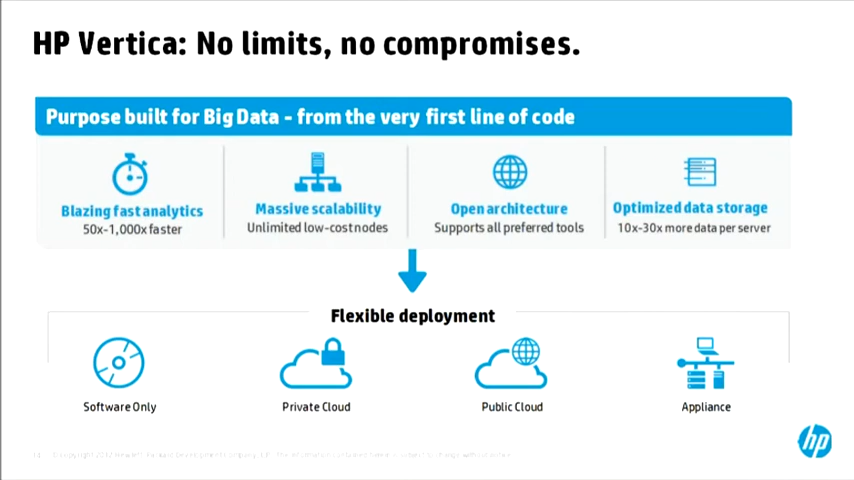 HP Vertica: No limits, no compromises.
Purpose built for Big Data - from the very first line of code
Blazing fast analytics
50x-1,000x faster
Massive scalability
Unlimited low-cost nodes
Open architecture
Supports all preferred tools
Optimized data storage
10x-30x more data per server
Flexible deployment
Software Only
Private Cloud
Public Cloud
Appliance
hp